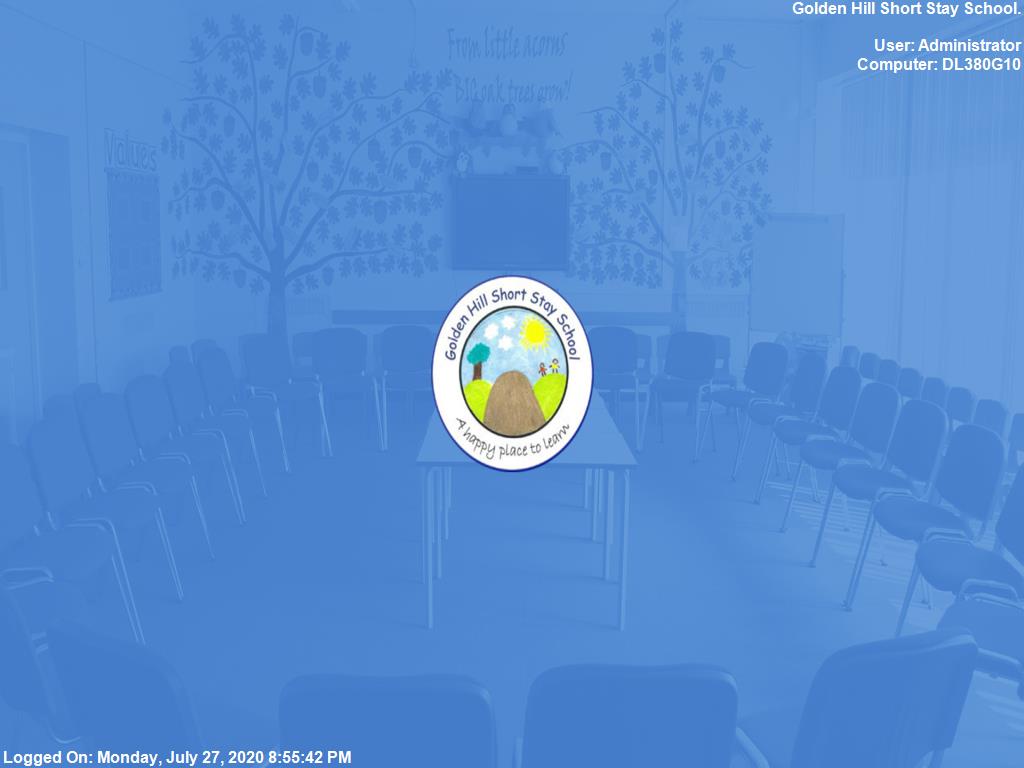 Golden Hill Short Stay School.
User: Administrator
Computer: DL380G10
From little acorns
BIG oak trees grow!
Values
Golden Hill Short Stay School
A happy place to learn
Logged On: Monday, July 27, 2020 8:55:42 PM